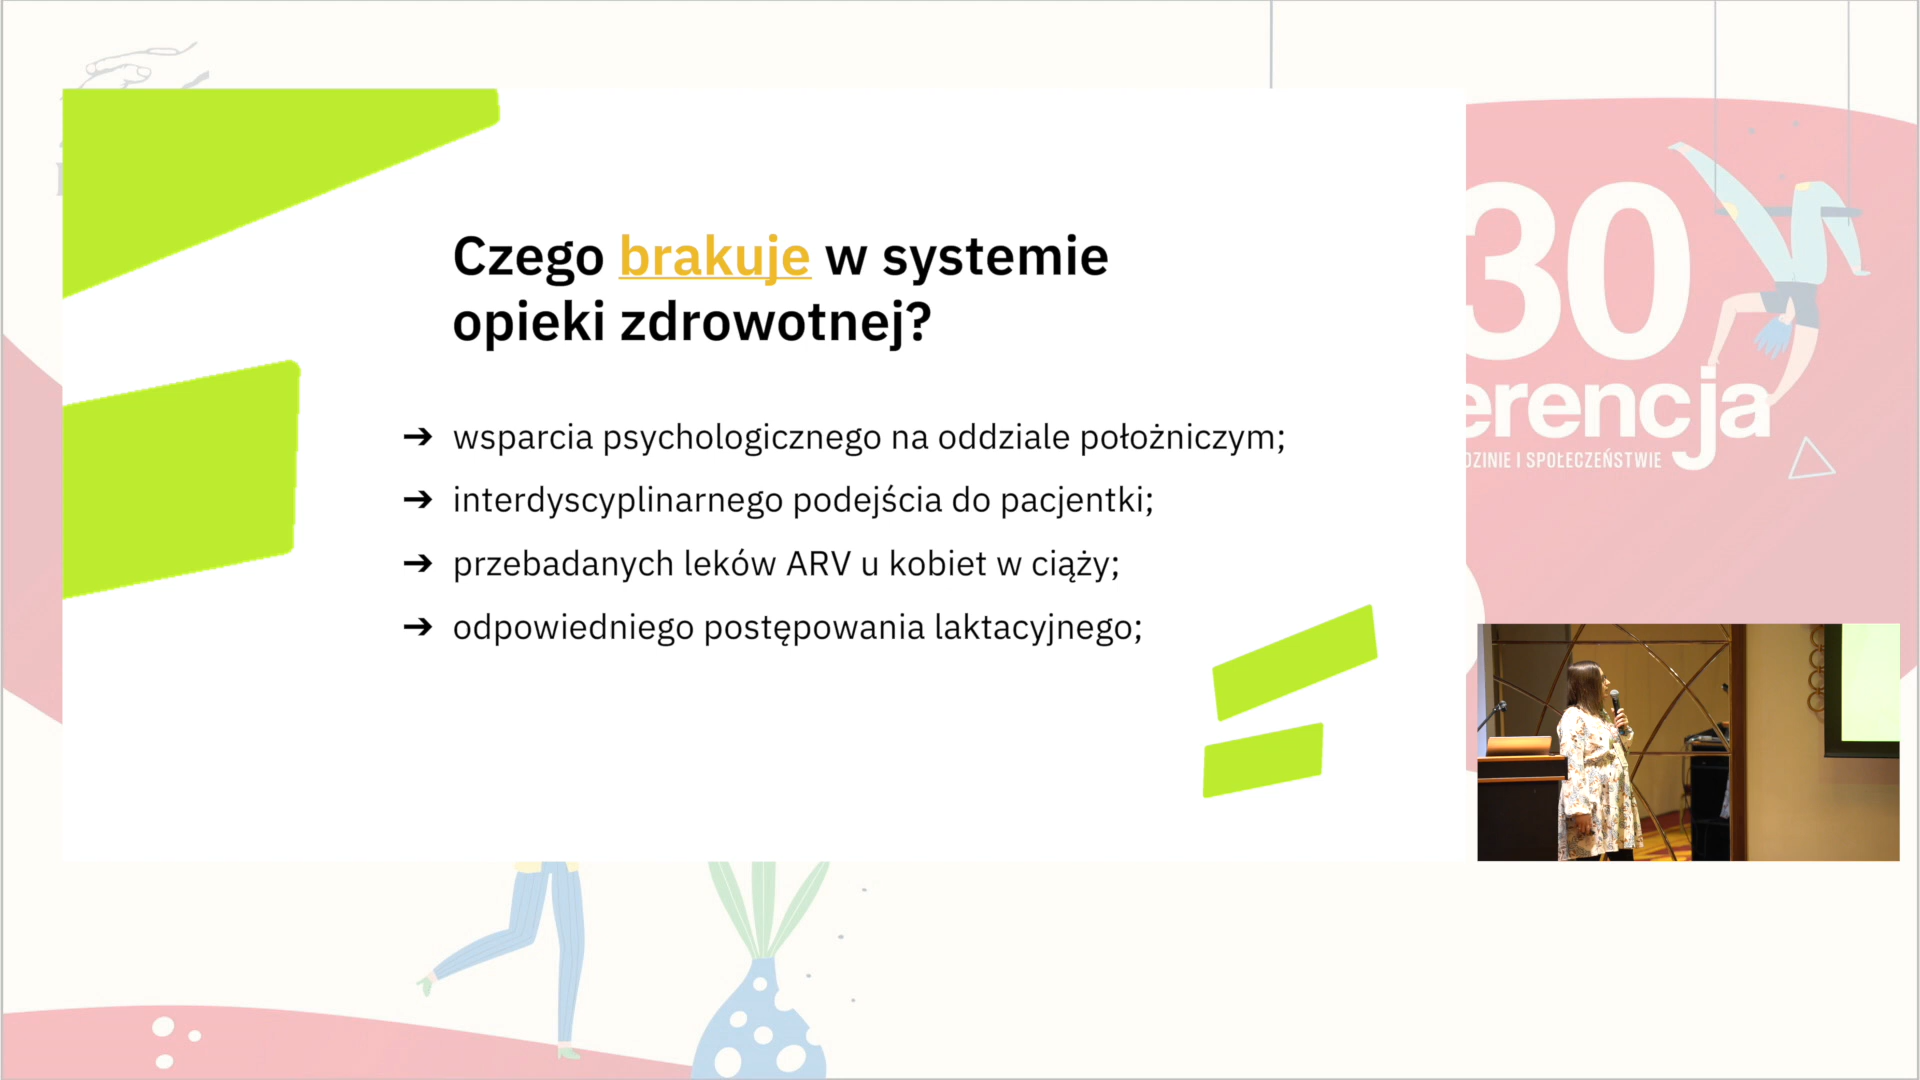 Czego brakuje w systemie
opieki zdrowotnej?
➔ wsparcia psychologicznego na oddziale położniczym;
➔ interdyscyplinarnego podejścia do pacjentki;
➔ przebadanych leków ARV u kobiet w ciąży;
➔ odpowiedniego postępowania laktacyjnego;
30
erencja
DZINIE I SPOŁECZEŃSTWIE